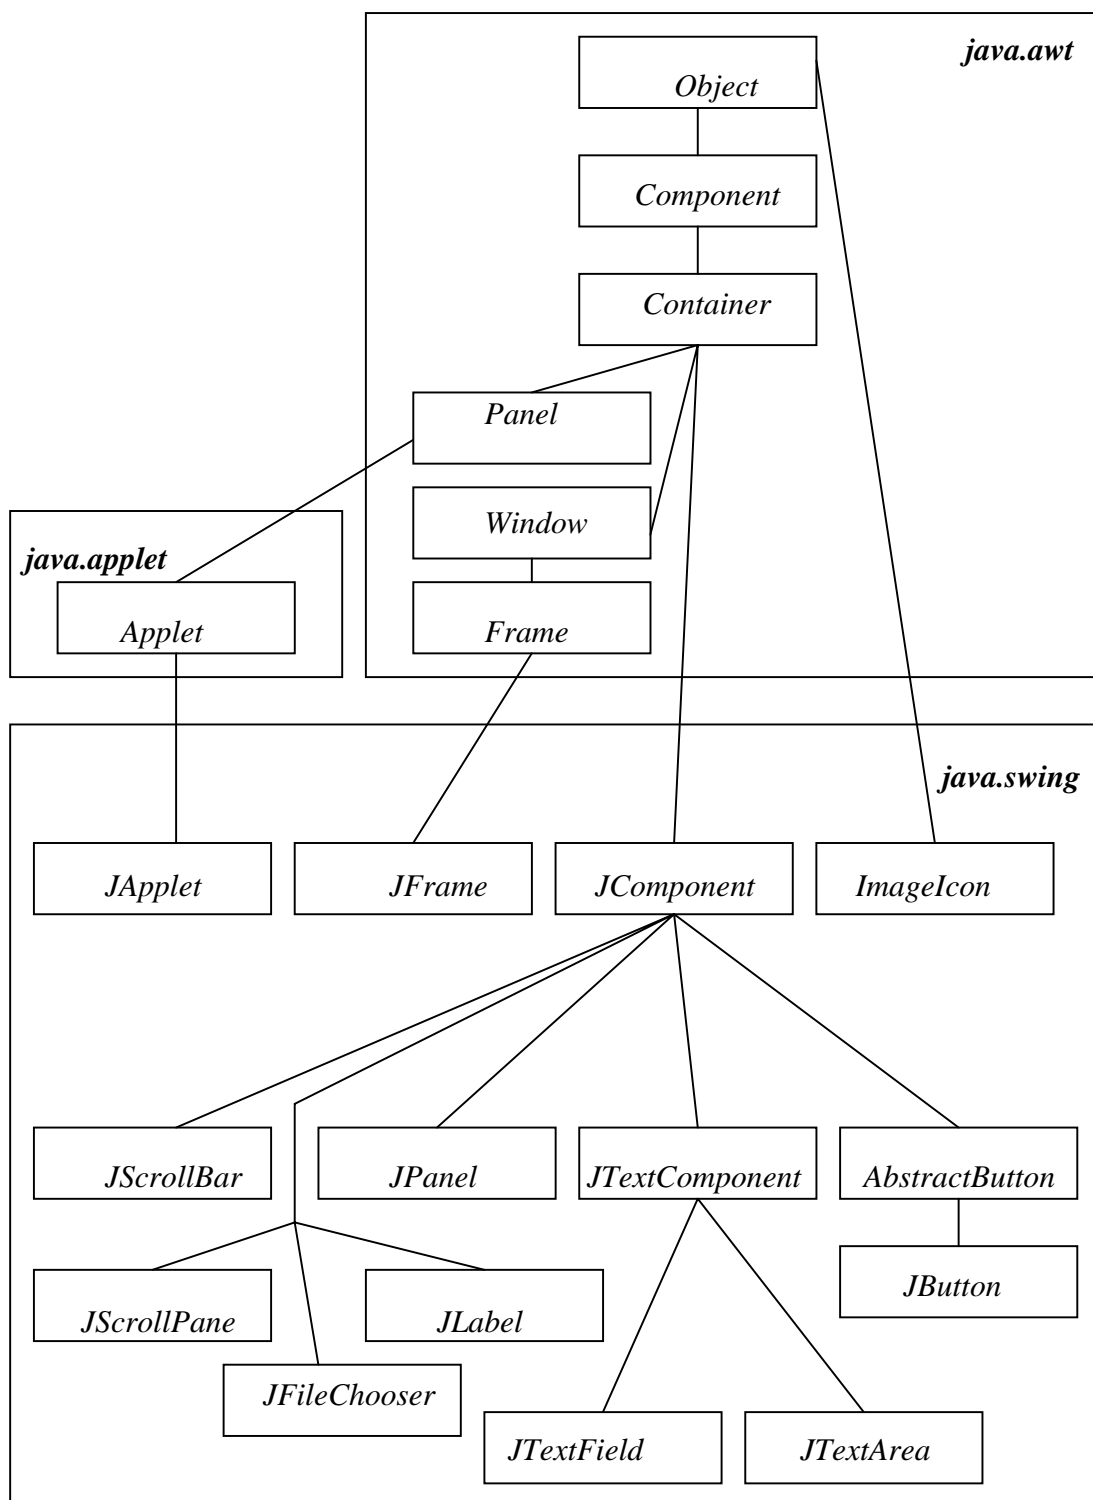 java.awt
Object
Component
Container
Panel
Window
java.applet
Applet
Frame
java.swing
JApplet
JFrame
JComponent
ImageIcon
JScrollBar
JPanel
JTextComponent
AbstractButton
JButton
JScrollPane
JLabel
JFileChooser
JTextField
JTextArea